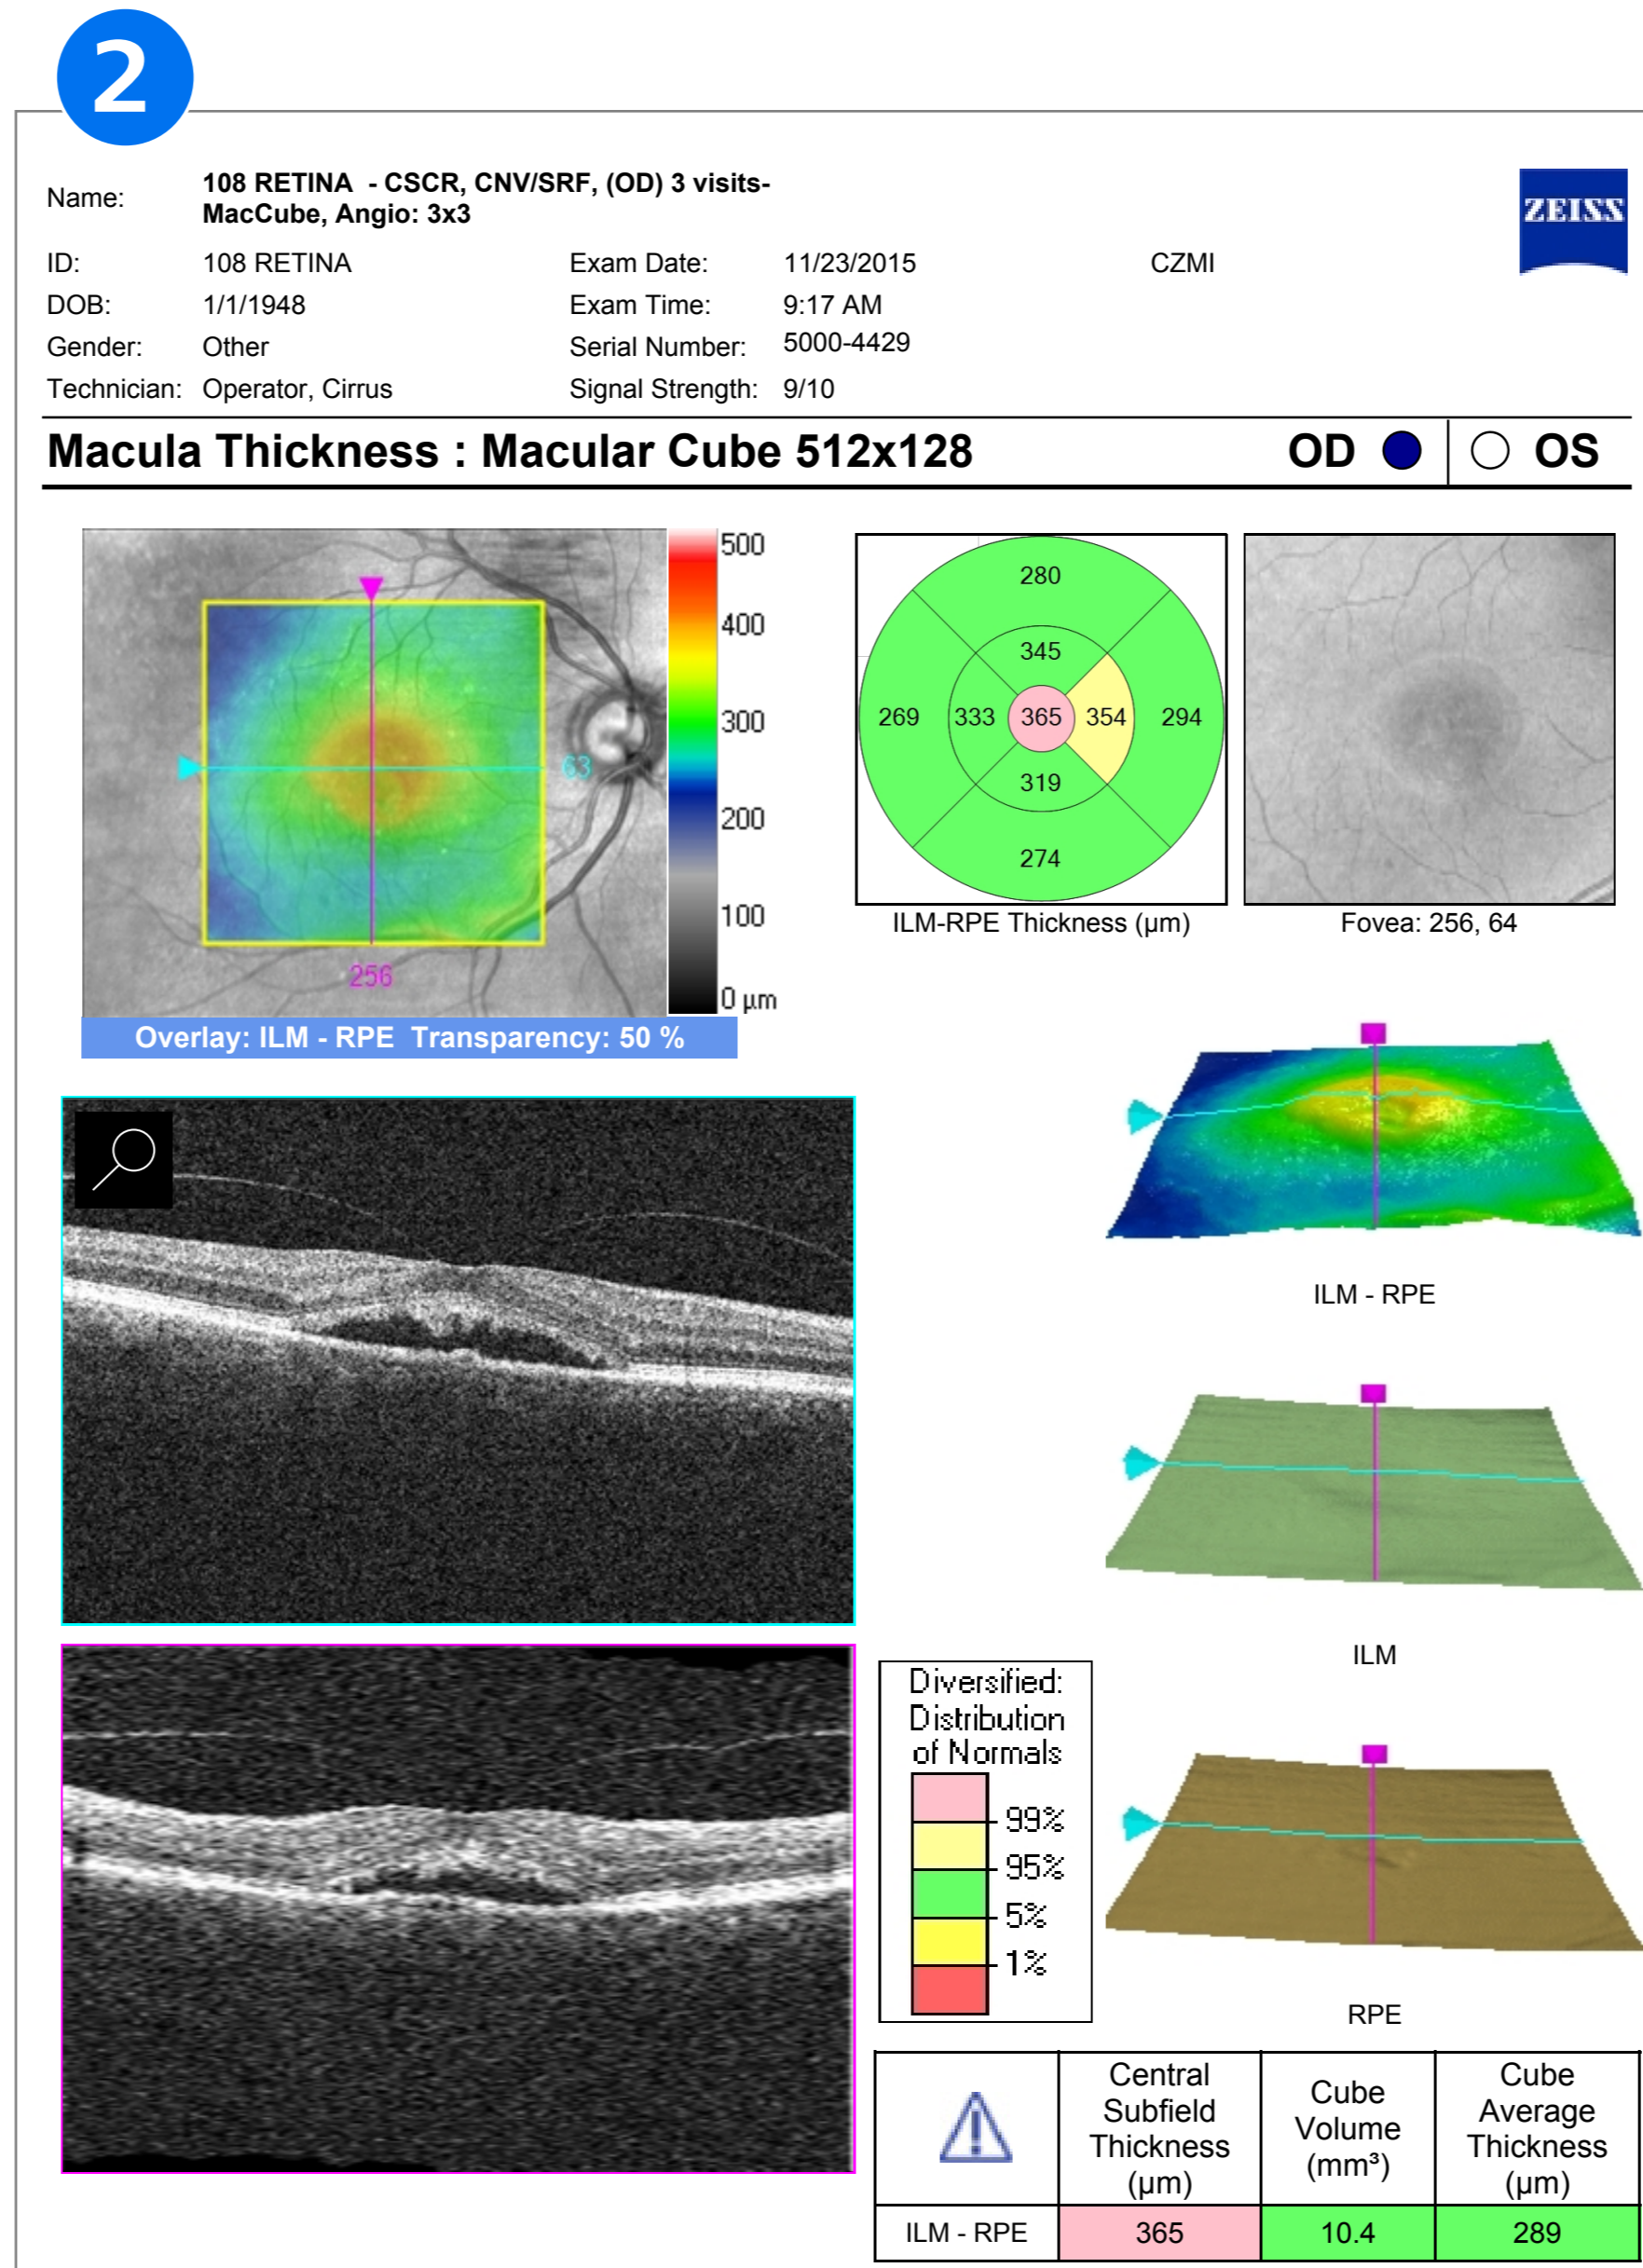 2
Name: 108 RETINA - CSCR, CNV/SRF, (OD) 3 visits-
MacCube, Angio: 3x3
ZEISS
ID: 108 RETINA Exam Date: 11/23/2015 CZMI
DOB: 1/1/1948 Exam Time: 9:17 AM
Gender: Other Serial Number: 5000-4429
Technician: Operator, Cirrus Signal Strength: 9/10
Macula Thickness : Macular Cube 512x128 OD OS
500
400
300
200
100
0 µm
63
256
Overlay: ILM - RPE Transparency: 50 %
280
345
269 333 365 354 294
319
274
ILM-RPE Thickness (µm)
Fovea: 256, 64
ILM - RPE
ILM
RPE
Diversified:
Distribution
of Normals
99%
95%
5%
1%
Central
Subfield
Thickness
(µm)
Cube
Volume
(mm³)
Cube
Average
Thickness
(µm)
ILM - RPE 365 10.4 289